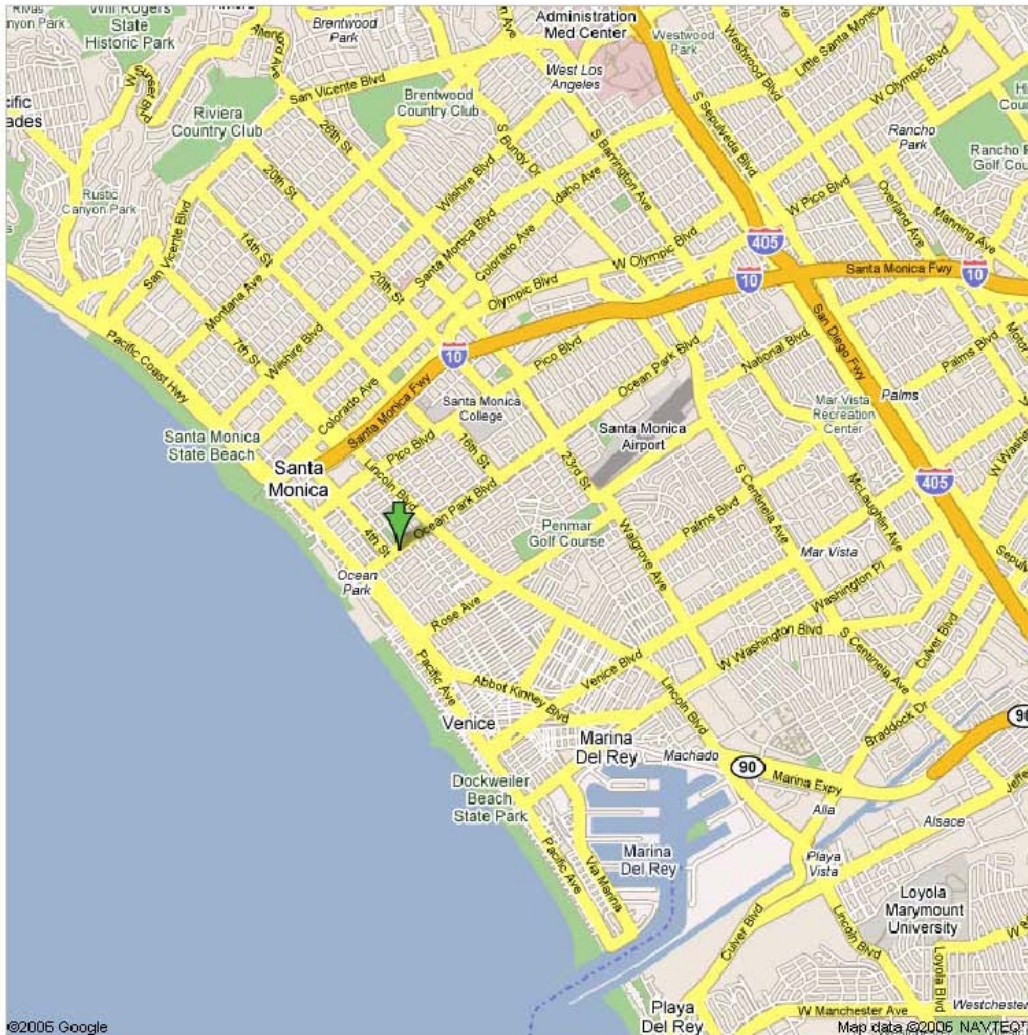 Will Rogers
State
Historic Park
Brentwood
Park
Administration
Med Center
Westwood
Park
West Los
Angeles
San Vicente Blvd
Brentwood
Country Club
Riviera
Country Club
S Sepulveda Blvd
Westwood Blvd
Little Santa Monica
W Olympic Blvd
Rancho
Park
Rancho P
Golf Cou
Rustic
Canyon Park
26th St
20th St
14th St
San Vicente Blvd
Montana Ave
7th St
Wilshire Blvd
Wilshire Blvd
Santa Monica Blvd
20th St
Colorado Ave
Idaho Ave
S Bundy Dr
S Barrington Ave
W Pico Blvd
Overland Ave
Manning Ave
405
W Olympic Blvd
Olympic Blvd
10
Santa Monica Fwy
10
Pacific Coast Hwy
10
Pico Blvd
Ocean Park Blvd
National Blvd
San Diego Fwy
Palms Blvd
Palms
Colorado Ave
Santa Monica Fwy
Santa Monica
College
Mar Vista
Recreation
Center
Santa Monica
Airport
Santa Monica
State Beach
Santa
Monica
Pico Blvd
16th St
Lincoln Blvd
23rd St
S Centinela Ave
McLaughlin Ave
405
4th St
Ocean Park Blvd
Penmar
Golf Course
Walgrove Ave
Palms Blvd
Mar Vista
Ocean
Park
Rose Ave
Washington Pl
W Washington Blvd
Culver Blvd
S Centinela Ave
Pacific Ave
Abbot Kinney Blvd
Venice Blvd
Lincoln Blvd
Braddock Dr
90
Venice
Marina
Del Rey
Machado
90
Marina Expy
Dockweiler
Beach
State Park
Alla
Alsace
Pacific Ave
Via Marina
Marina
Del Rey
Playa
Vista
Loyola
Marymount
University
Culver Blvd
Lincoln Blvd
Loyola Blvd
Playa
Del Rey
W Manchester Ave
Westchester
©2006 Google
Map data ©2006 NAVTEQ